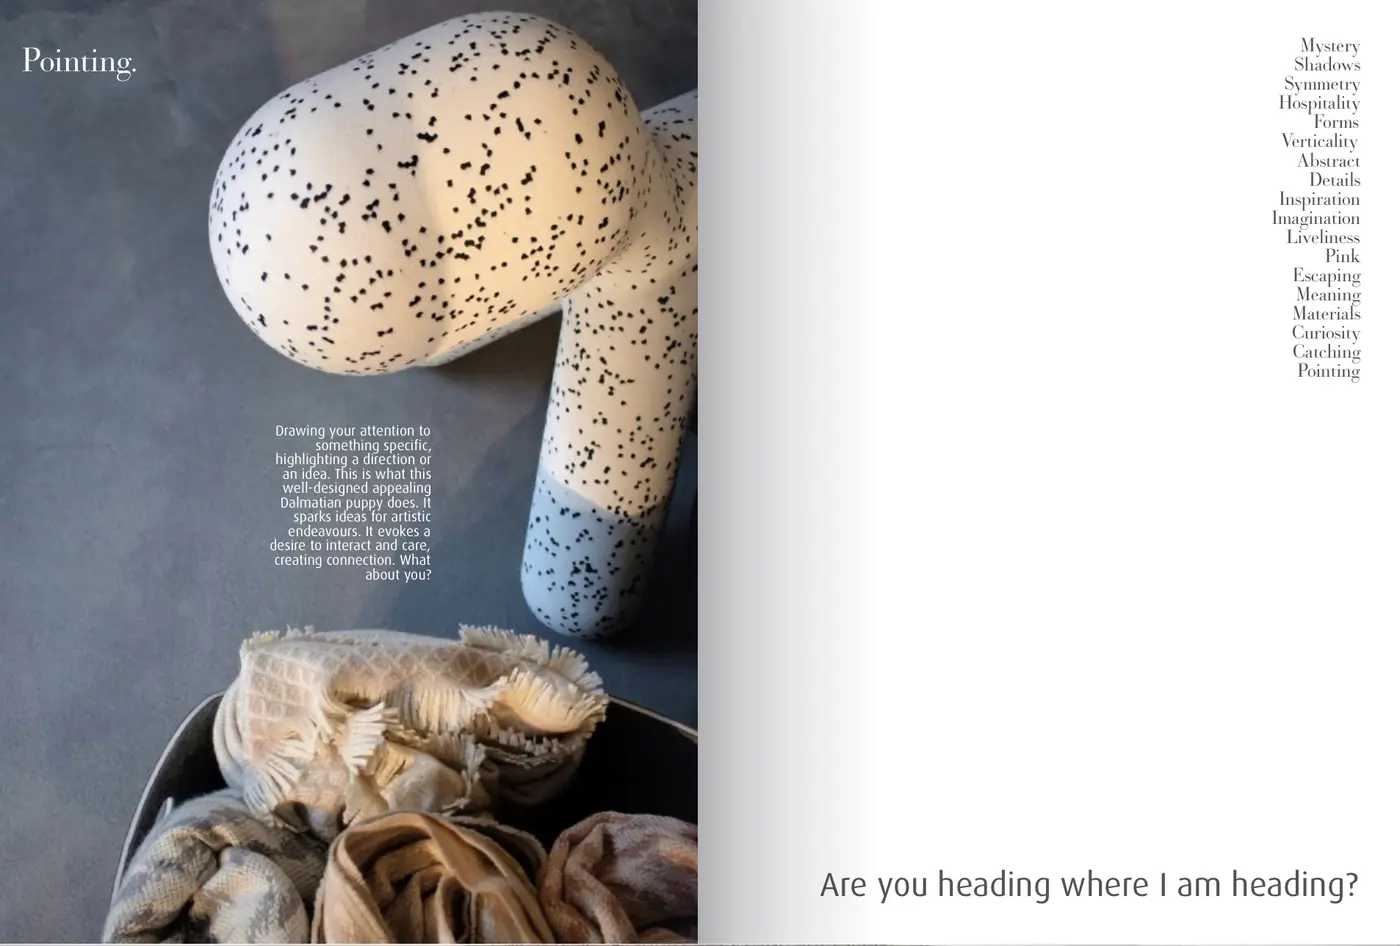 Pointing.
Drawing your attention to
something specific,
highlighting a direction or
an idea. This is what this
well-designed appealing
Dalmatian puppy does. It
sparks ideas for artistic
endeavours. It evokes a
desire to interact and care,
creating connection. What
about you?
Mystery
Shadows
Symmetry
Hospitality
Forms
Verticality
Abstract
Details
Inspiration
Imagination
Liveliness
Pink
Escaping
Meaning
Materials
Curiosity
Catching
Pointing
Are you heading where I am heading?